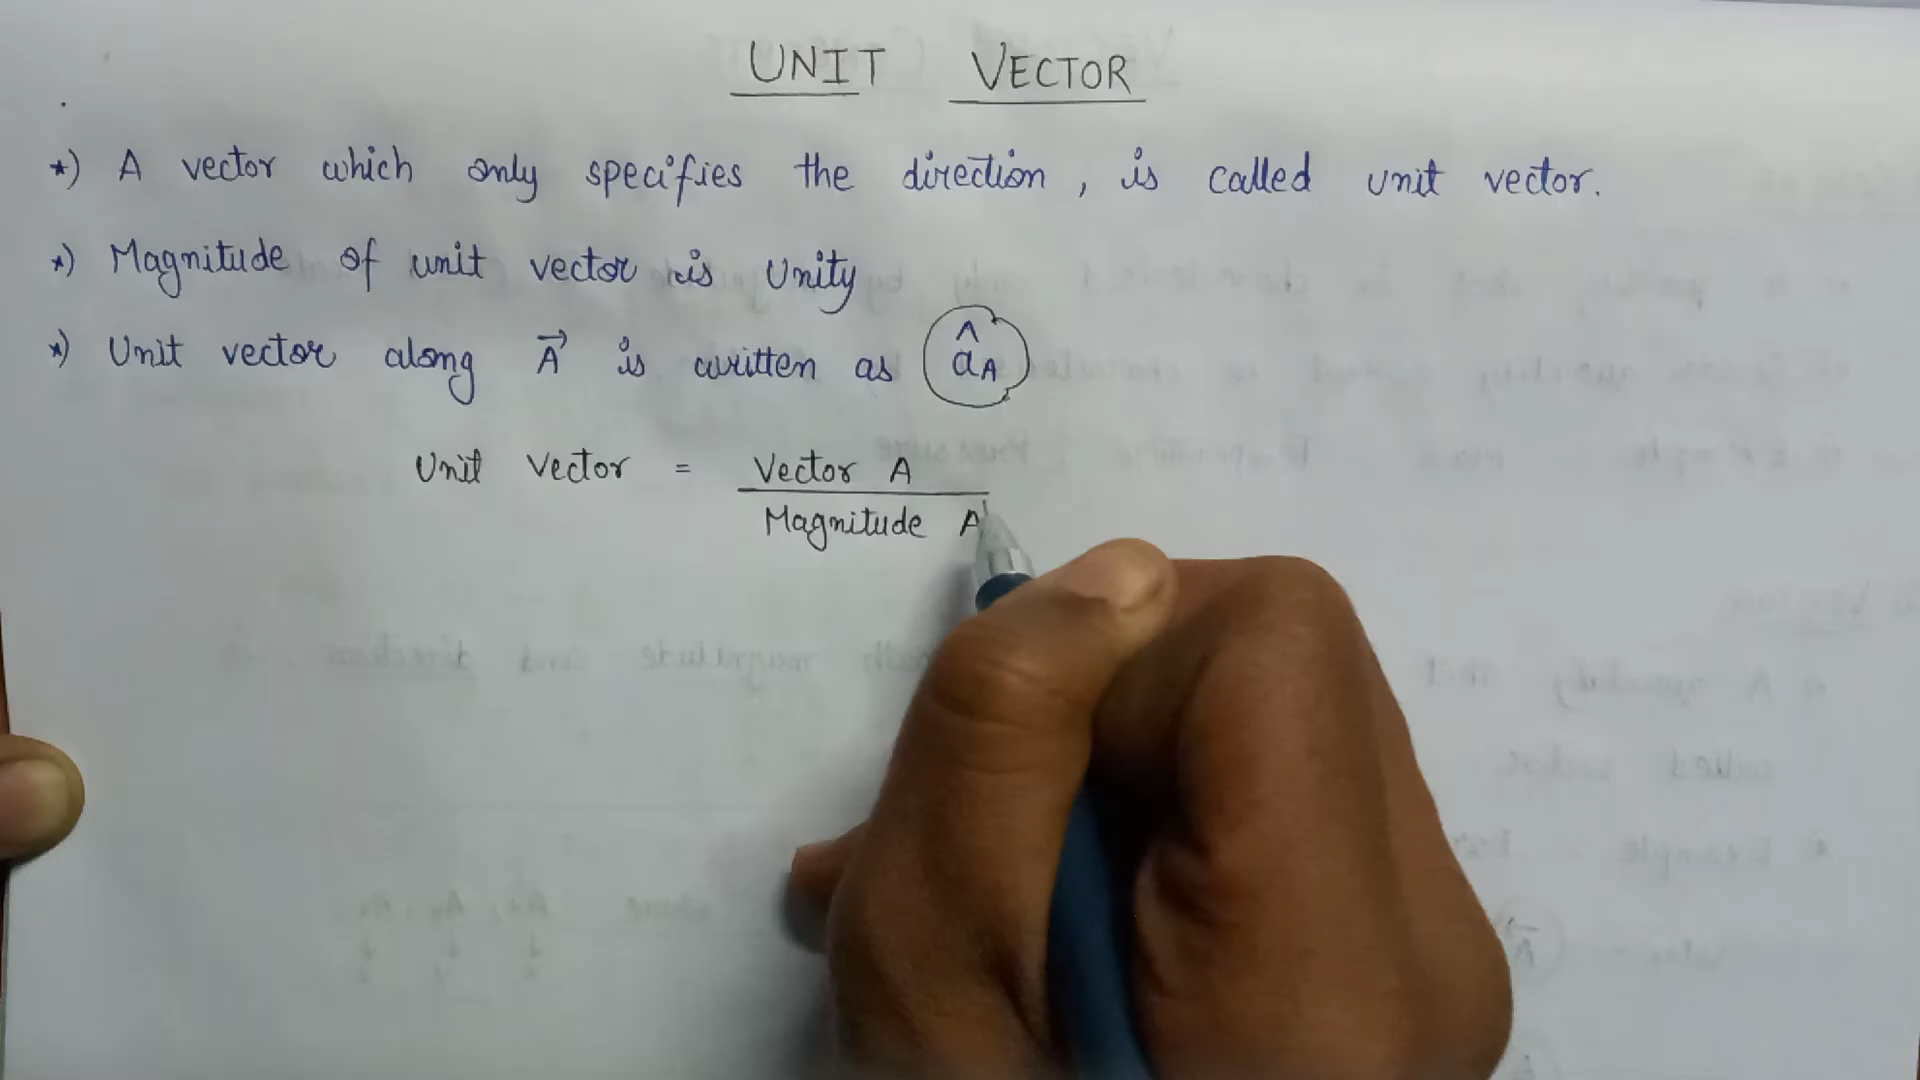 UNIT VECTOR
*) A vector which only specifies the direction, is called unit vector.
*) Magnitude of unit vector is Unity
*) Unit vector along A⃗ is written as âA
Unit Vector = Vector A
Magnitude A